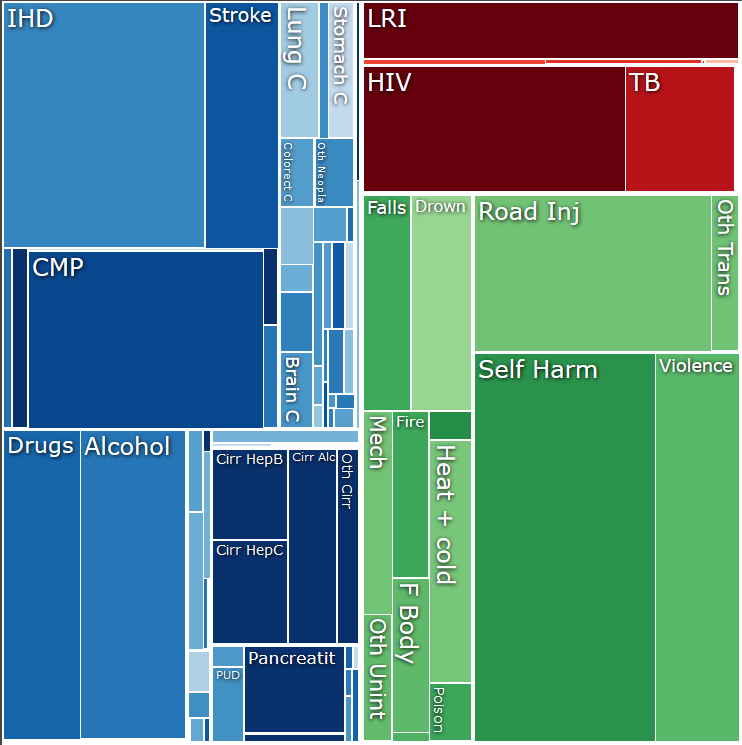 IHD
Stroke
Lung C
Stomach C
Colorect C
Oth Neopla
CMP
Brain C
LRI
HIV
TB
Falls
Drown
Road Inj
Oth Trans
Self Harm
Violence
Mech
Fire
Heat + cold
F Body
Oth Unint
Poison
Drugs
Alcohol
Cirr HepB
Cirr Alc
Oth Cirr
Cirr HepC
Pancreatit
PUD